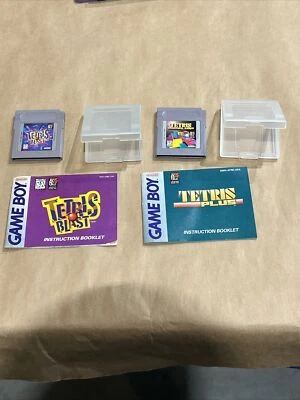 TETRIS
BLAST
TETRIS
PLUS
GAME BOY
TETRIS
BLAST
INSTRUCTION BOOKLET
GAME BOY
TETRIS
PLUS
INSTRUCTION BOOKLET